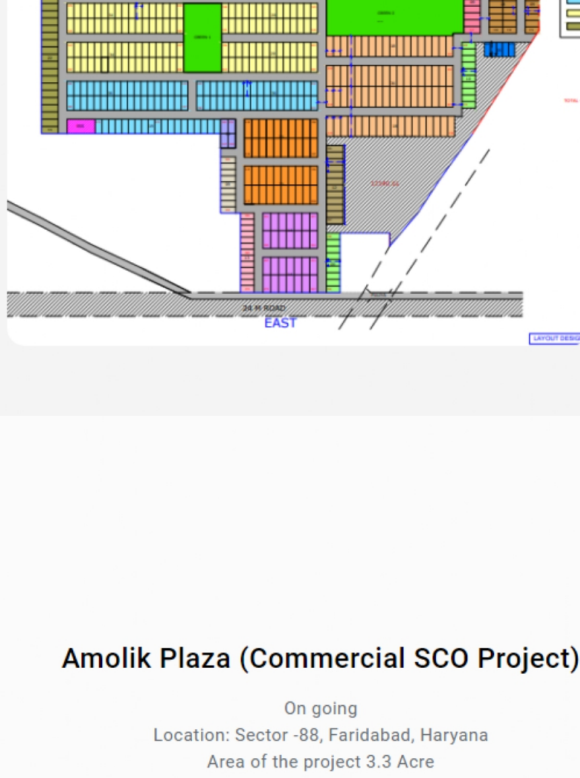 24 M ROAD
EAST
LAYOUT DESIG
Amolik Plaza (Commercial SCO Project)
On going
Location: Sector -88, Faridabad, Haryana
Area of the project 3.3 Acre